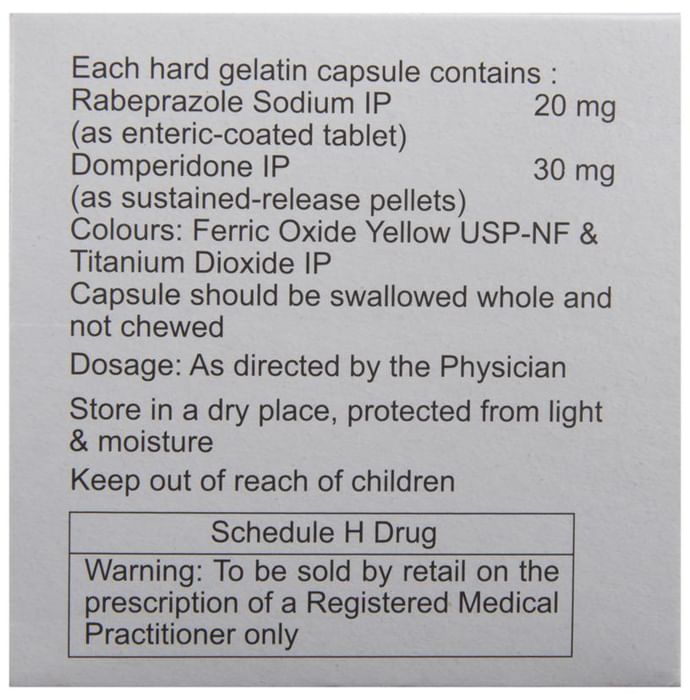 Each hard gelatin capsule contains :
Rabeprazole Sodium IP 20 mg
(as enteric-coated tablet)
Domperidone IP 30 mg
(as sustained-release pellets)
Colours: Ferric Oxide Yellow USP-NF &
Titanium Dioxide IP
Capsule should be swallowed whole and
not chewed
Dosage: As directed by the Physician
Store in a dry place, protected from light
& moisture
Keep out of reach of children
Schedule H Drug
Warning: To be sold by retail on the
prescription of a Registered Medical
Practitioner only